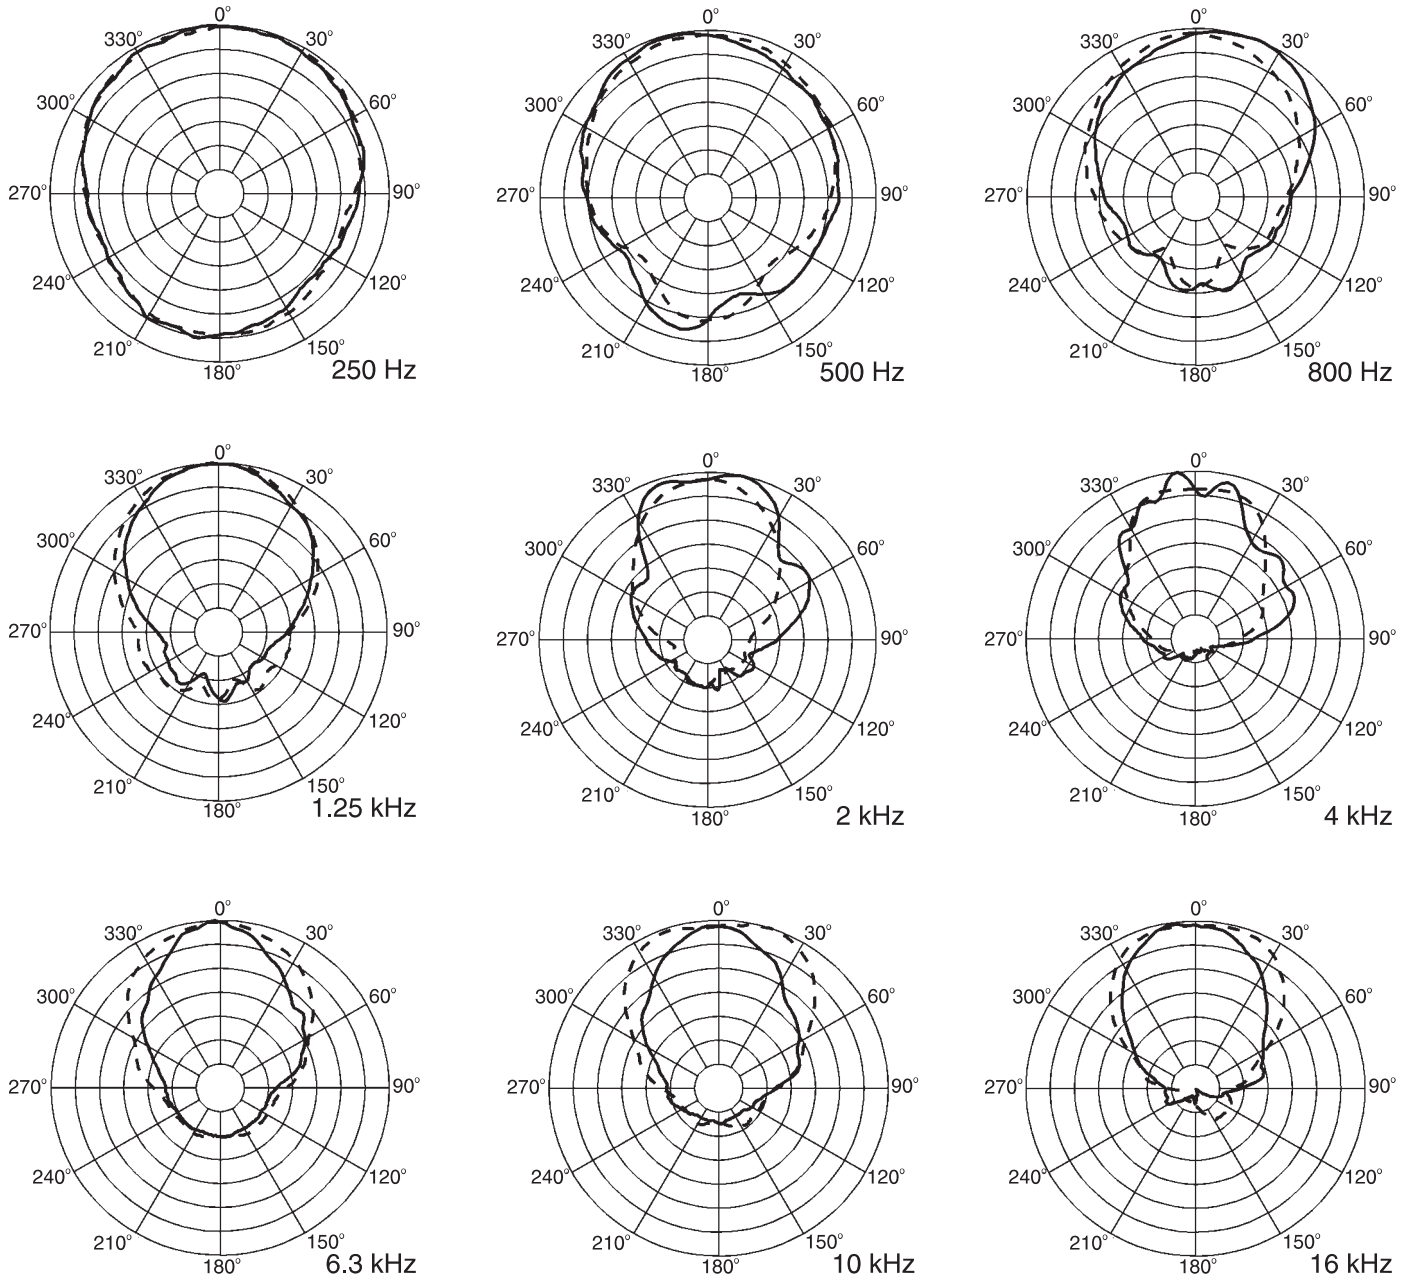 0° 0° 0°
330° 30° 330° 30° 330° 30°
300° 60° 300° 60° 300° 60°
270° 90° 270° 90° 270° 90°
240° 120° 240° 120° 240° 120°
210° 150° 210° 150° 210° 150°
180° 180° 180°
250 Hz 500 Hz 800 Hz
0° 0° 0°
330° 30° 330° 30° 330° 30°
300° 60° 300° 60° 300° 60°
270° 90° 270° 90° 270° 90°
240° 120° 240° 120° 240° 120°
210° 150° 210° 150° 210° 150°
180° 180° 180°
1.25 kHz 2 kHz 4 kHz
0° 0° 0°
330° 30° 330° 30° 330° 30°
300° 60° 300° 60° 300° 60°
270° 90° 270° 90° 270° 90°
240° 120° 240° 120° 240° 120°
210° 150° 210° 150° 210° 150°
180° 180° 180°
6.3 kHz 10 kHz 16 kHz